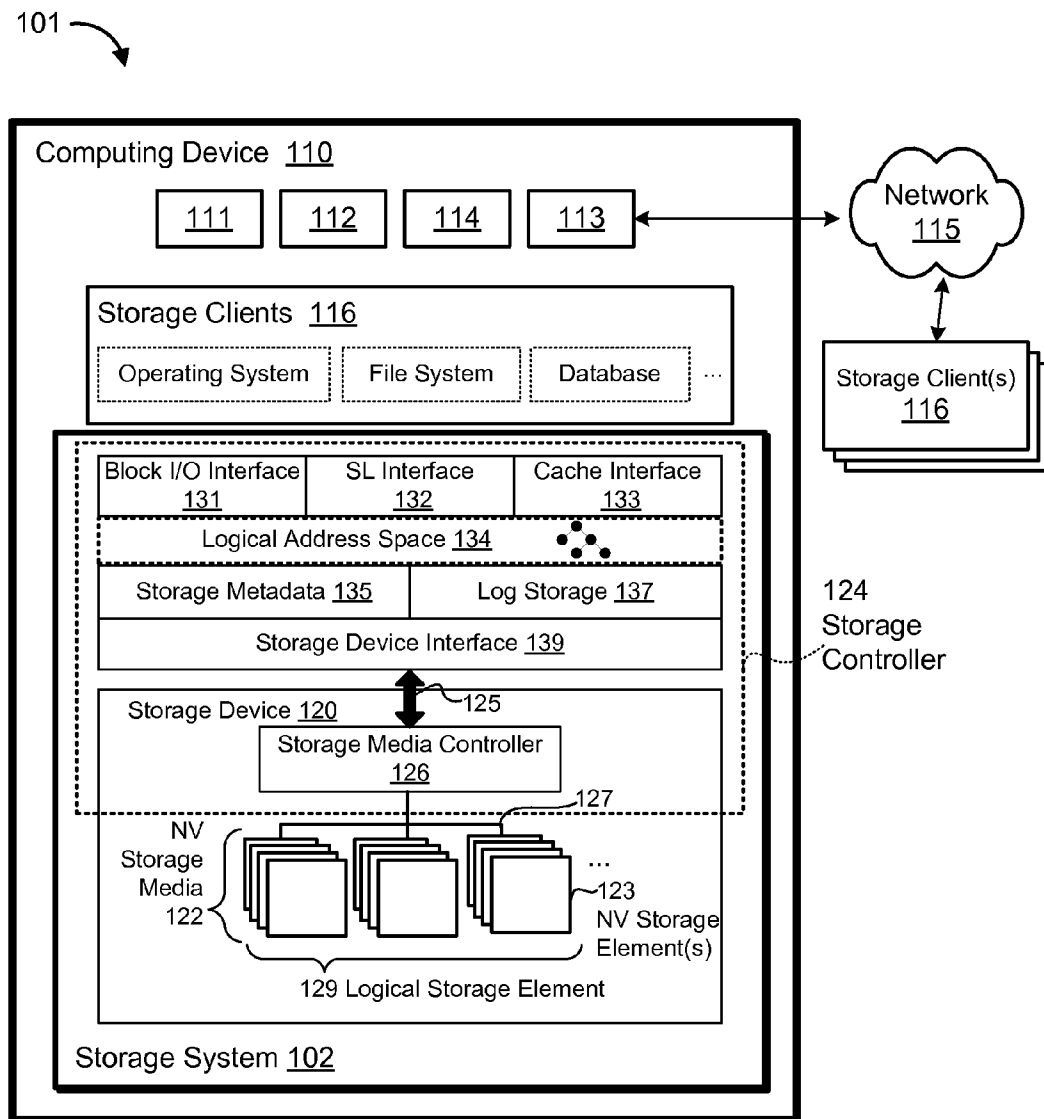 101
Computing Device 110
111 112 114 113
Network
115
Storage Clients 116
Operating System File System Database ...
Storage Client(s)
116
Block I/O Interface
131
SL Interface
132
Cache Interface
133
Logical Address Space 134
Storage Metadata 135 Log Storage 137
Storage Device Interface 139
124
Storage
Controller
Storage Device 120
125
Storage Media Controller
126
127
NV
Storage
Media
122
...
123
NV Storage
Element(s)
129 Logical Storage Element
Storage System 102